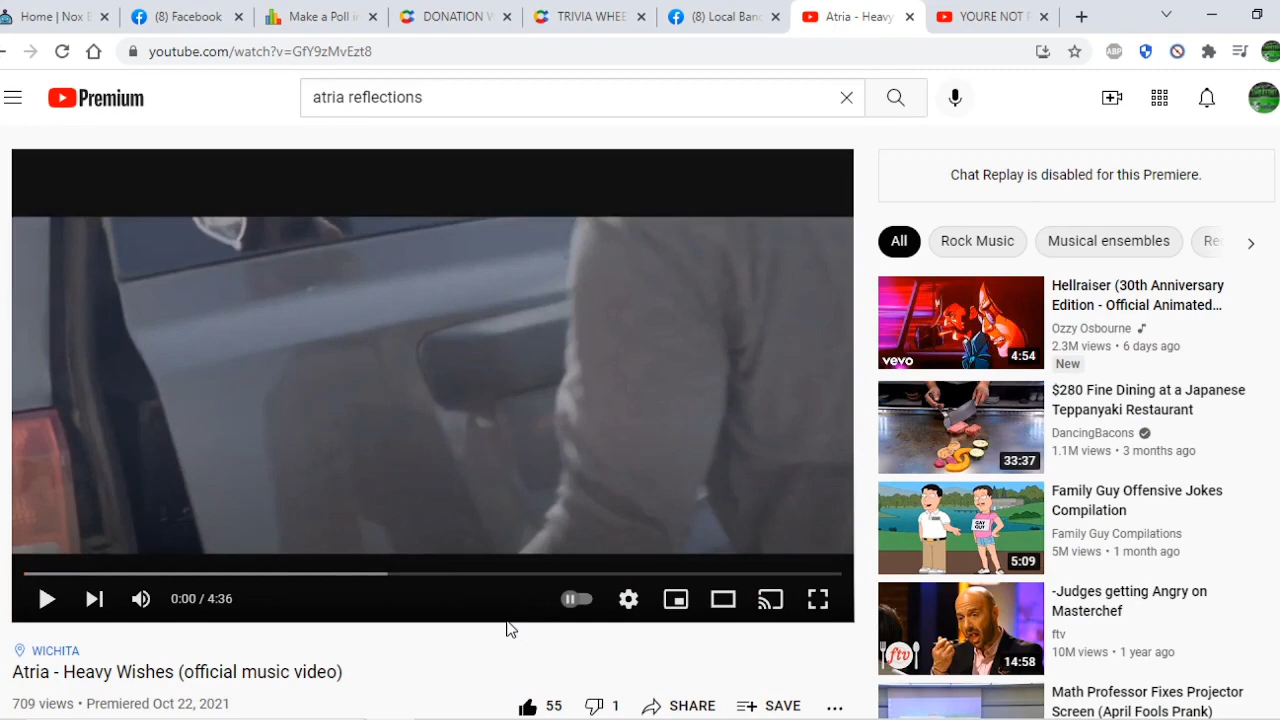 Home | Nox E
(8) Facebook
Make a Poll in
DONATION W
TRIVIA WHEE
(8) Local Banc
Atria - Heavy
YOURE NOT P
youtube.com/watch?v=GfY9zMvEzt8
ABP
Premium
atria reflections
Chat Replay is disabled for this Premiere.
All
Rock Music
Musical ensembles
Re
vevo
4:54
Hellraiser (30th Anniversary
Edition - Official Animated...
Ozzy Osbourne
2.3M views • 6 days ago
New
33:37
$280 Fine Dining at a Japanese
Teppanyaki Restaurant
DancingBacons
1.1M views • 3 months ago
GAY
GUY
5:09
Family Guy Offensive Jokes
Compilation
Family Guy Compilations
5M views • 1 month ago
ftv
14:58
-Judges getting Angry on
Masterchef
ftv
10M views • 1 year ago
Math Professor Fixes Projector
Screen (April Fools Prank)
0:00 / 4:36
WICHITA
Atria - Heavy Wishes (official music video)
709 views • Premiered Oct 22, 2021
55
1
SHARE
SAVE